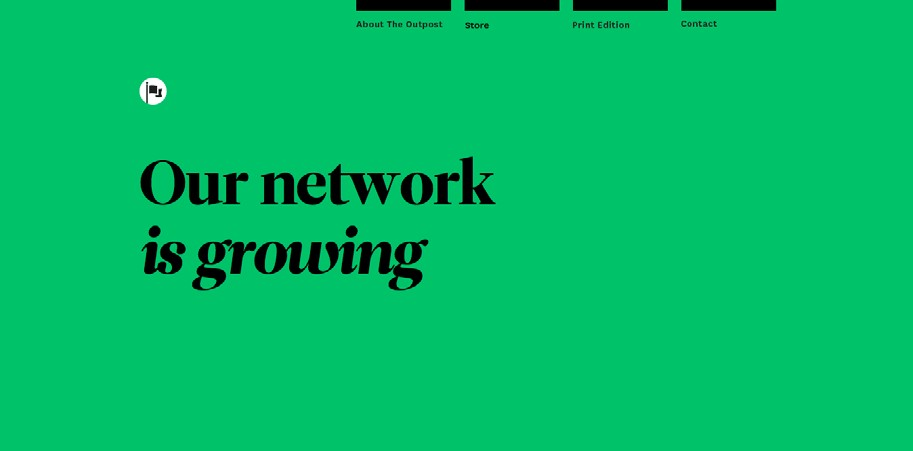 About The Outpost
Store
Print Edition
Contact
Our network
is growing